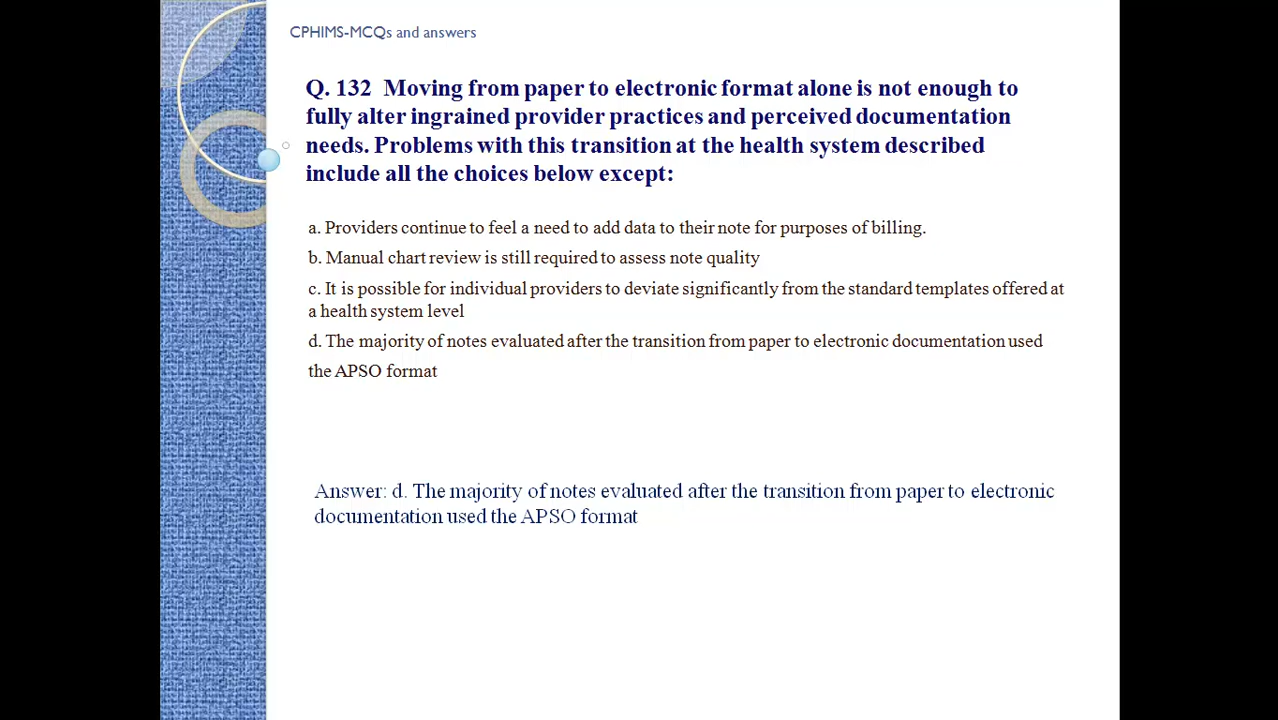 CPHIMS-MCQs and answers
Q. 132 Moving from paper to electronic format alone is not enough to
fully alter ingrained provider practices and perceived documentation
needs. Problems with this transition at the health system described
include all the choices below except:
a. Providers continue to feel a need to add data to their note for purposes of billing.
b. Manual chart review is still required to assess note quality
c. It is possible for individual providers to deviate significantly from the standard templates offered at
a health system level
d. The majority of notes evaluated after the transition from paper to electronic documentation used
the APSO format
Answer: d. The majority of notes evaluated after the transition from paper to electronic
documentation used the APSO format